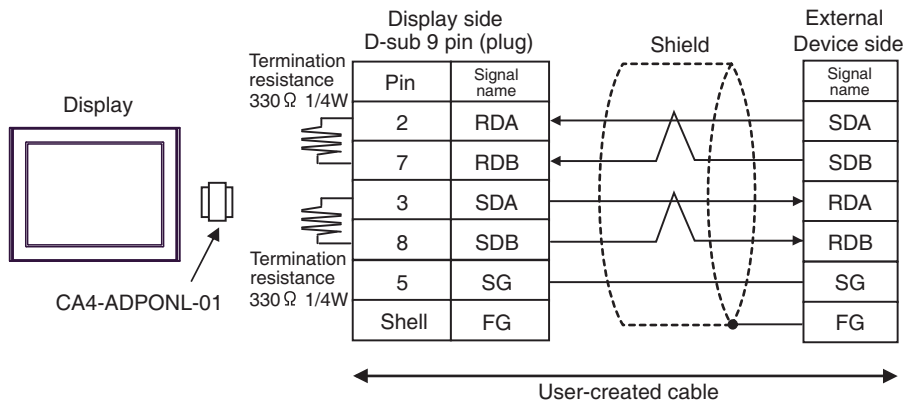 Display side
D-sub 9 pin (plug)
External
Device side
Shield
Termination
resistance
330Ω 1/4W
Display
Pin Signal name
2 RDA
7 RDB
3 SDA
8 SDB
5 SG
Shell FG
Signal name
SDA
SDB
RDA
RDB
SG
FG
Termination
resistance
330Ω 1/4W
CA4-ADPONL-01
User-created cable